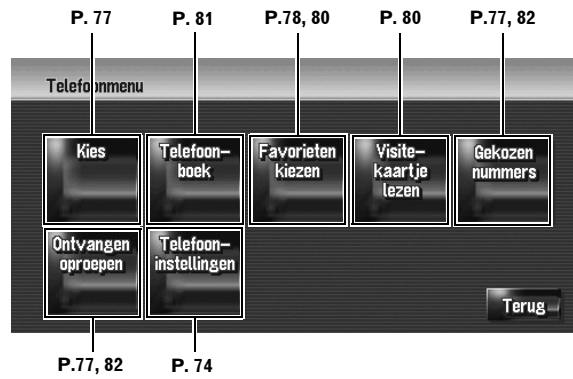 P. 77
P. 81
P.78, 80
P. 80
P.77, 82
Telefoonmenu
Kies
Telefoon-
boek
Favorieten
kiezen
Visite-
kaartje
lezen
Gekozen
nummers
Ontvangen
oproepen
Telefoon-
instellingen
Terug
P.77, 82
P. 74